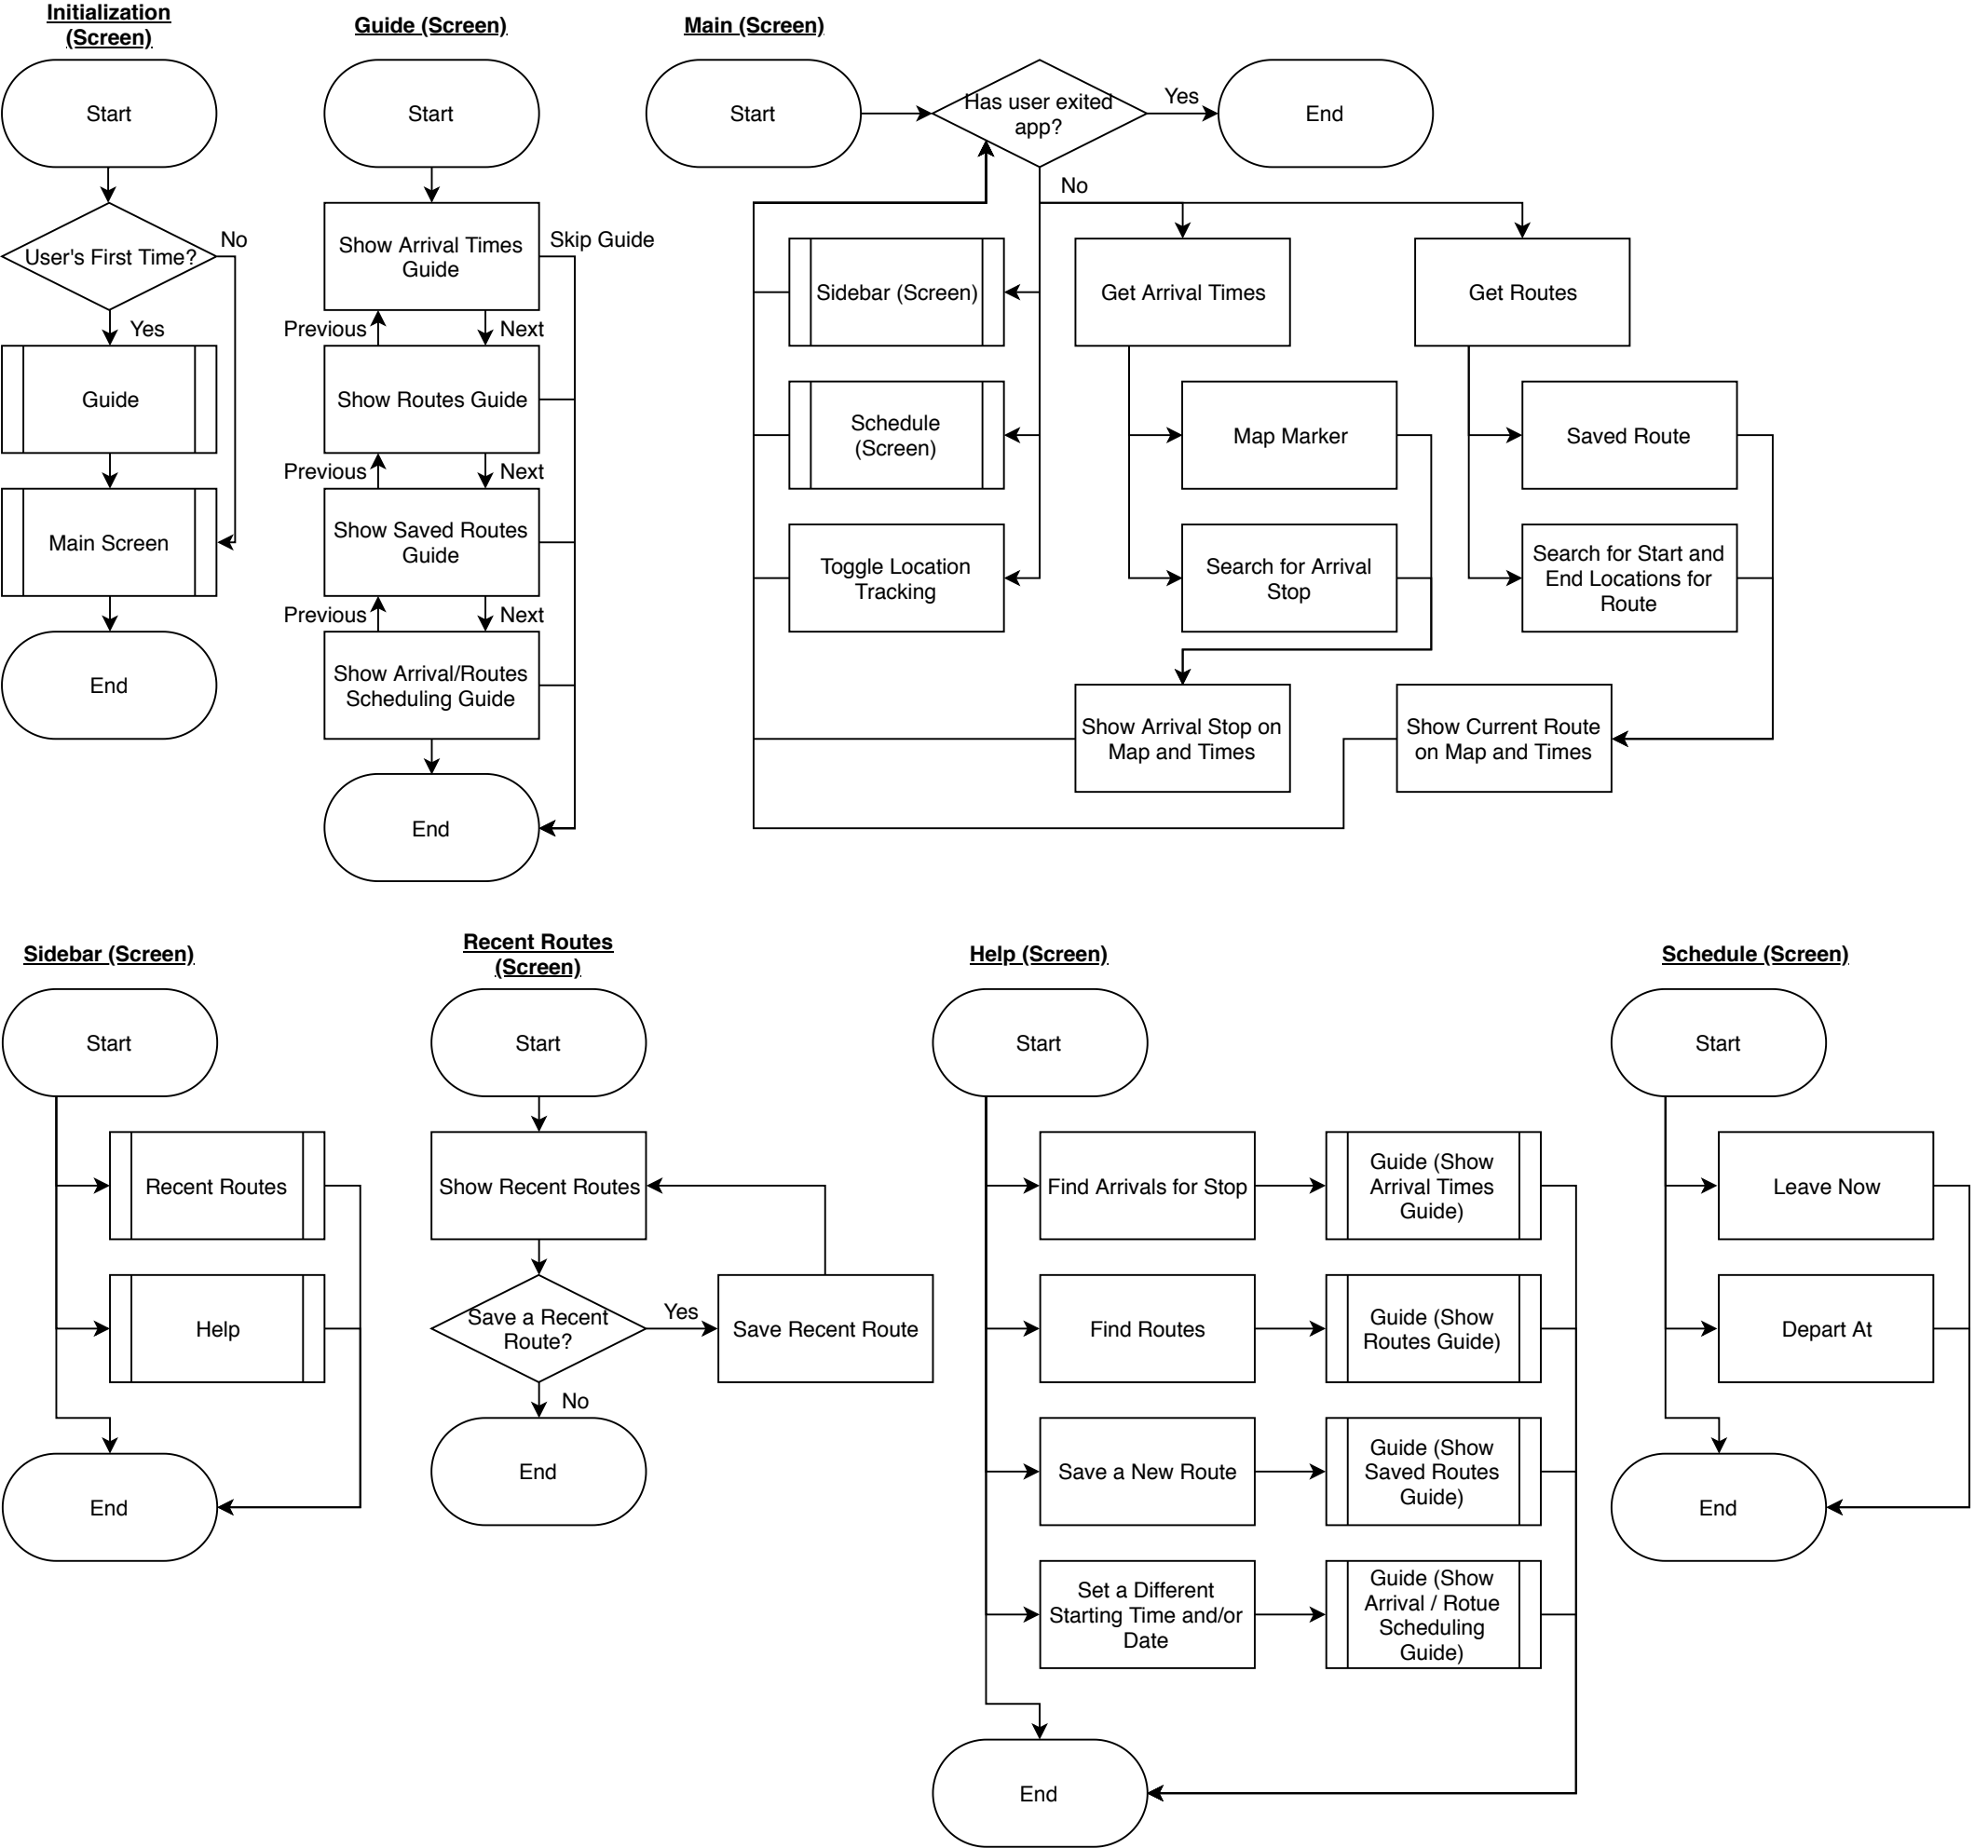 Initialization
(Screen)
Start
User's First Time?
No
Yes
Guide
Main Screen
End
Guide (Screen)
Start
Show Arrival Times
Guide
Skip Guide
Previous
Next
Show Routes Guide
Previous
Next
Show Saved Routes
Guide
Previous
Next
Show Arrival/Routes
Scheduling Guide
End
Main (Screen)
Start
Has user exited
app?
Yes
End
No
Sidebar (Screen)
Schedule
(Screen)
Toggle Location
Tracking
Get Arrival Times
Map Marker
Search for Arrival
Stop
Show Arrival Stop on
Map and Times
Get Routes
Saved Route
Search for Start and
End Locations for
Route
Show Current Route
on Map and Times
Sidebar (Screen)
Start
Recent Routes
Help
End
Recent Routes
(Screen)
Start
Show Recent Routes
Save a Recent
Route?
Yes
Save Recent Route
No
End
Help (Screen)
Start
Find Arrivals for Stop
Guide (Show
Arrival Times
Guide)
Find Routes
Guide (Show
Routes Guide)
Save a New Route
Guide (Show
Saved Routes
Guide)
Set a Different
Starting Time and/or
Date
Guide (Show
Arrival / Rotue
Scheduling
Guide)
End
Schedule (Screen)
Start
Leave Now
Depart At
End